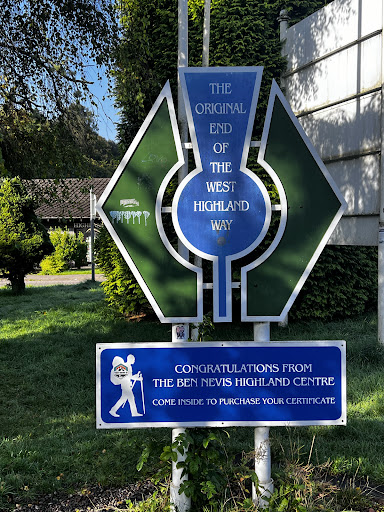 THE
ORIGINAL
END
OF
THE
WEST
HIGHLAND
WAY
CONGRATULATIONS FROM
THE BEN NEVIS HIGHLAND CENTRE
COME INSIDE TO PURCHASE YOUR CERTIFICATE